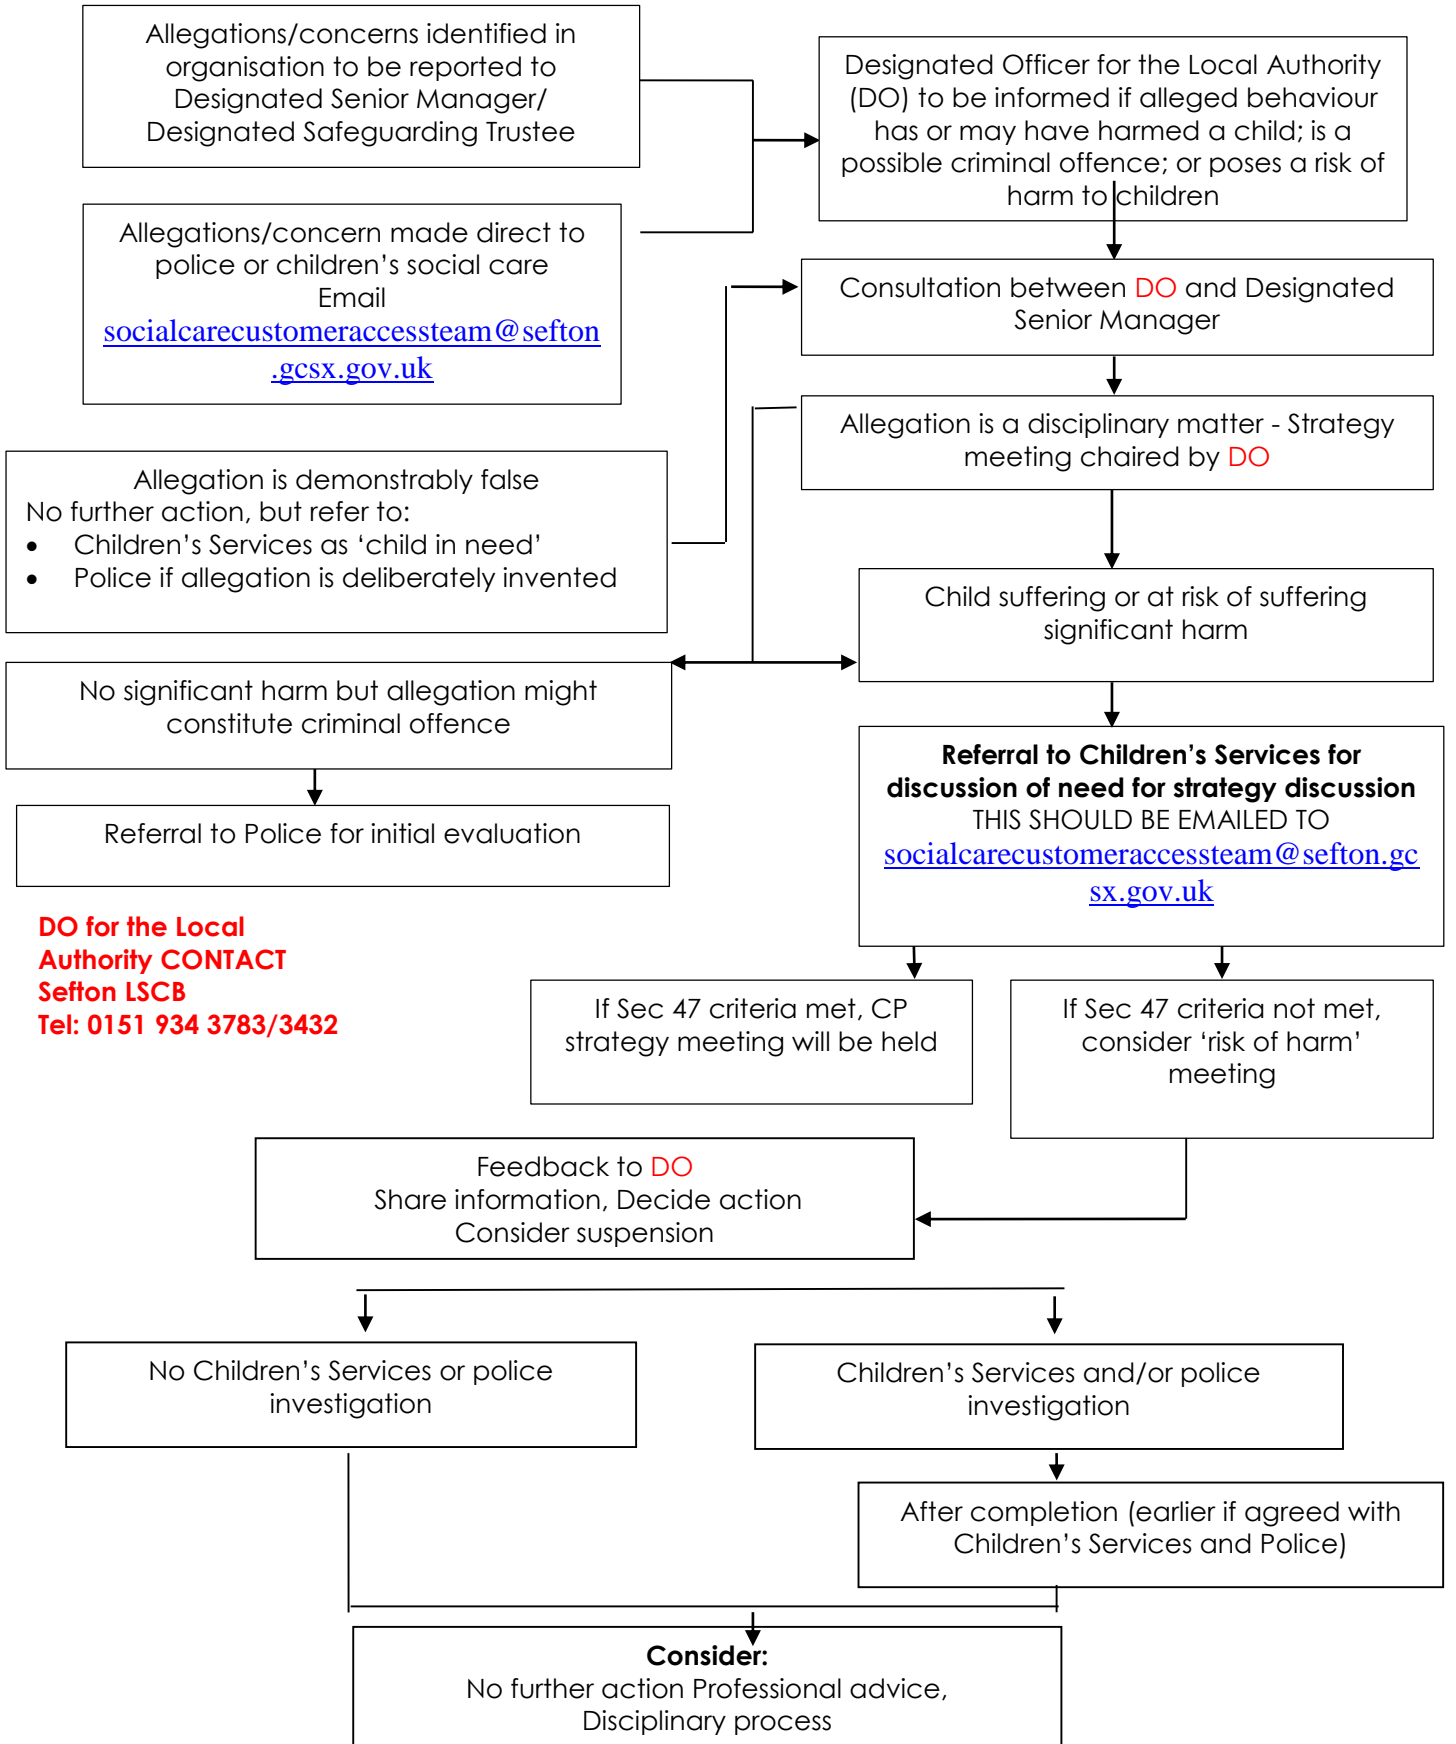 Allegations/concerns identified in
organisation to be reported to
Designated Senior Manager/
Designated Safeguarding Trustee
Designated Officer for the Local Authority
(DO) to be informed if alleged behaviour
has or may have harmed a child; is a
possible criminal offence; or poses a risk of
harm to children
Allegations/concern made direct to
police or children’s social care
Email
socialcarecustomeraccessteam@sefton
.gcsx.gov.uk
Consultation between DO and Designated
Senior Manager
Allegation is a disciplinary matter - Strategy
meeting chaired by DO
Allegation is demonstrably false
No further action, but refer to:
• Children’s Services as ‘child in need’
• Police if allegation is deliberately invented
Child suffering or at risk of suffering
significant harm
No significant harm but allegation might
constitute criminal offence
Referral to Children’s Services for
discussion of need for strategy discussion
THIS SHOULD BE EMAILED TO
socialcarecustomeraccessteam@sefton.gc
sx.gov.uk
Referral to Police for initial evaluation
DO for the Local
Authority CONTACT
Sefton LSCB
Tel: 0151 934 3783/3432
If Sec 47 criteria met, CP
strategy meeting will be held
If Sec 47 criteria not met,
consider ‘risk of harm’
meeting
Feedback to DO
Share information, Decide action
Consider suspension
No Children’s Services or police
investigation
Children’s Services and/or police
investigation
After completion (earlier if agreed with
Children’s Services and Police)
Consider:
No further action Professional advice,
Disciplinary process